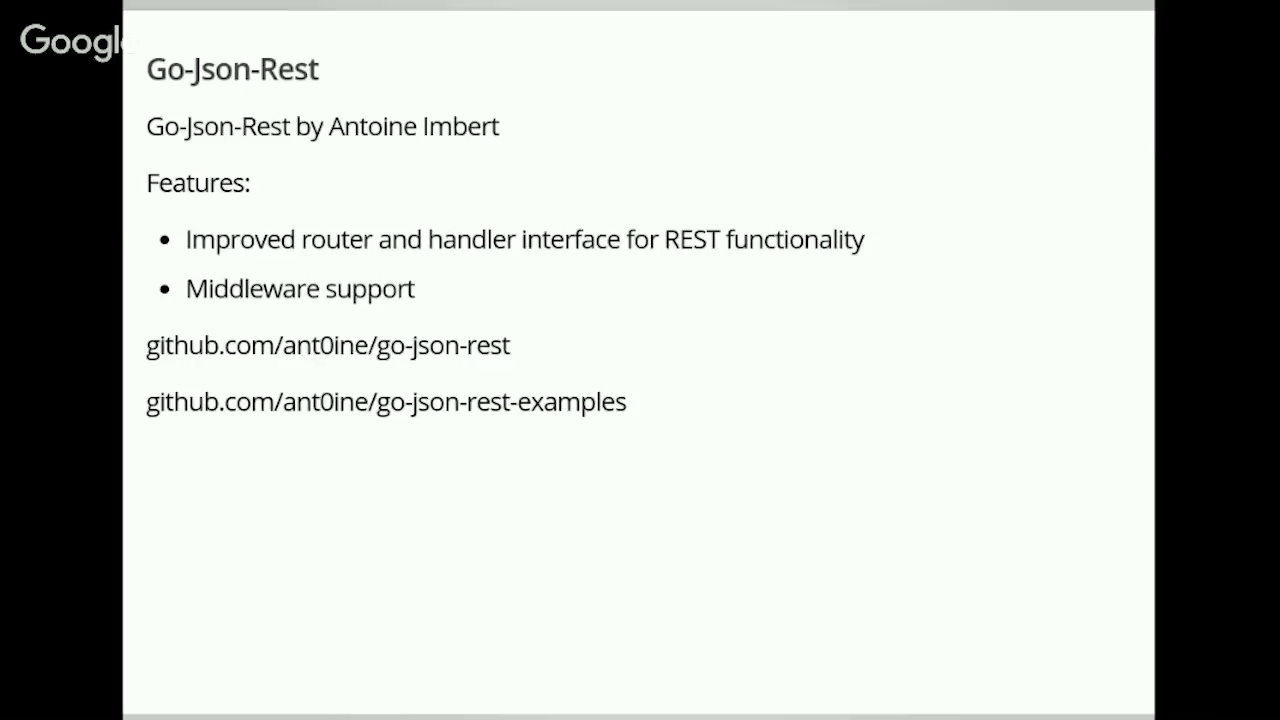 Google
Go-Json-Rest
Go-Json-Rest by Antoine Imbert
Features:
• Improved router and handler interface for REST functionality
• Middleware support
github.com/ant0ine/go-json-rest
github.com/ant0ine/go-json-rest-examples